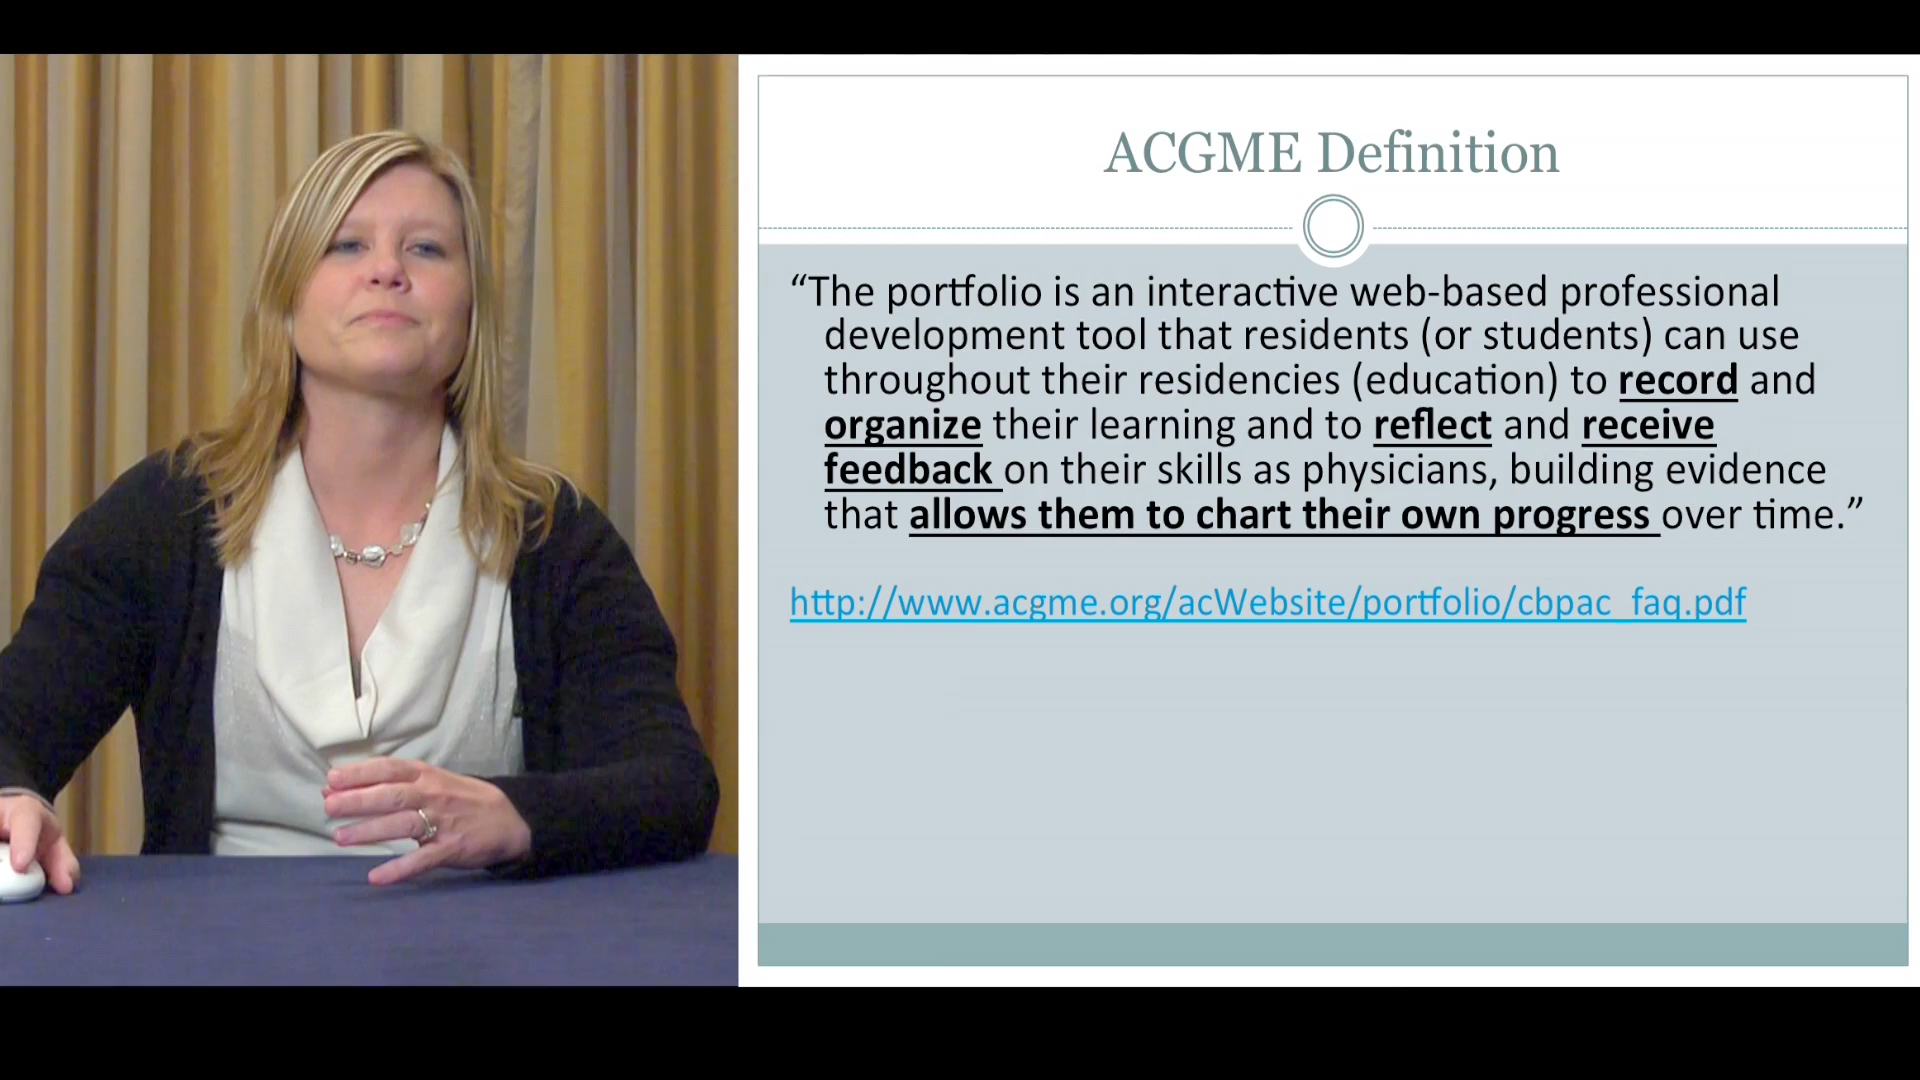 ACGME Definition
“The portfolio is an interactive web-based professional
development tool that residents (or students) can use
throughout their residencies (education) to record and
organize their learning and to reflect and receive
feedback on their skills as physicians, building evidence
that allows them to chart their own progress over time.”
http://www.acgme.org/acWebsite/portfolio/cbpac_faq.pdf